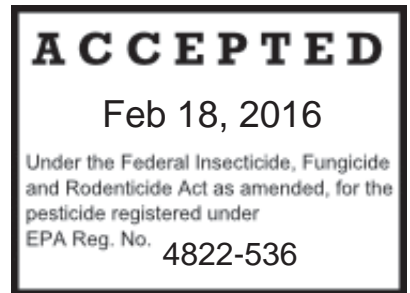 ACCEPTED
Feb 18, 2016
Under the Federal Insecticide, Fungicide
and Rodenticide Act as amended, for the
pesticide registered under
EPA Reg. No. 4822-536